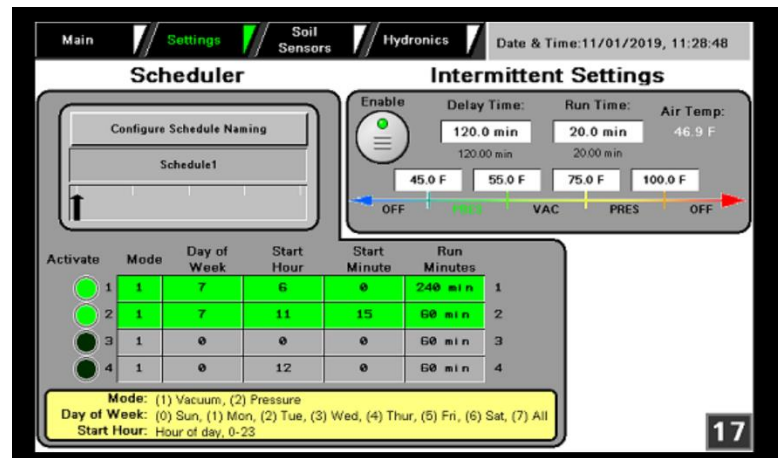 Main Settings Soil Sensors Hydronics Date & Time:11/01/2019, 11:28:48
Scheduler
Intermittent Settings
Configure Schedule Naming
Schedule1
Enable Delay Time: Run Time: Air Temp:
120.0 min 20.0 min 46.9 F
120.00 min 20.00 min
45.0 F 55.0 F 75.0 F 100.0 F
OFF PRES VAC PRES OFF
Activate Mode Day of Week Start Hour Start Minute Run Minutes
1 1 7 6 0 240 min 1
2 1 7 11 15 60 min 2
3 1 0 0 0 60 min 3
4 1 0 12 0 60 min 4
Mode: (1) Vacuum, (2) Pressure
Day of Week: (0) Sun, (1) Mon, (2) Tue, (3) Wed, (4) Thur, (5) Fri, (6) Sat, (7) All
Start Hour: Hour of day, 0-23
17